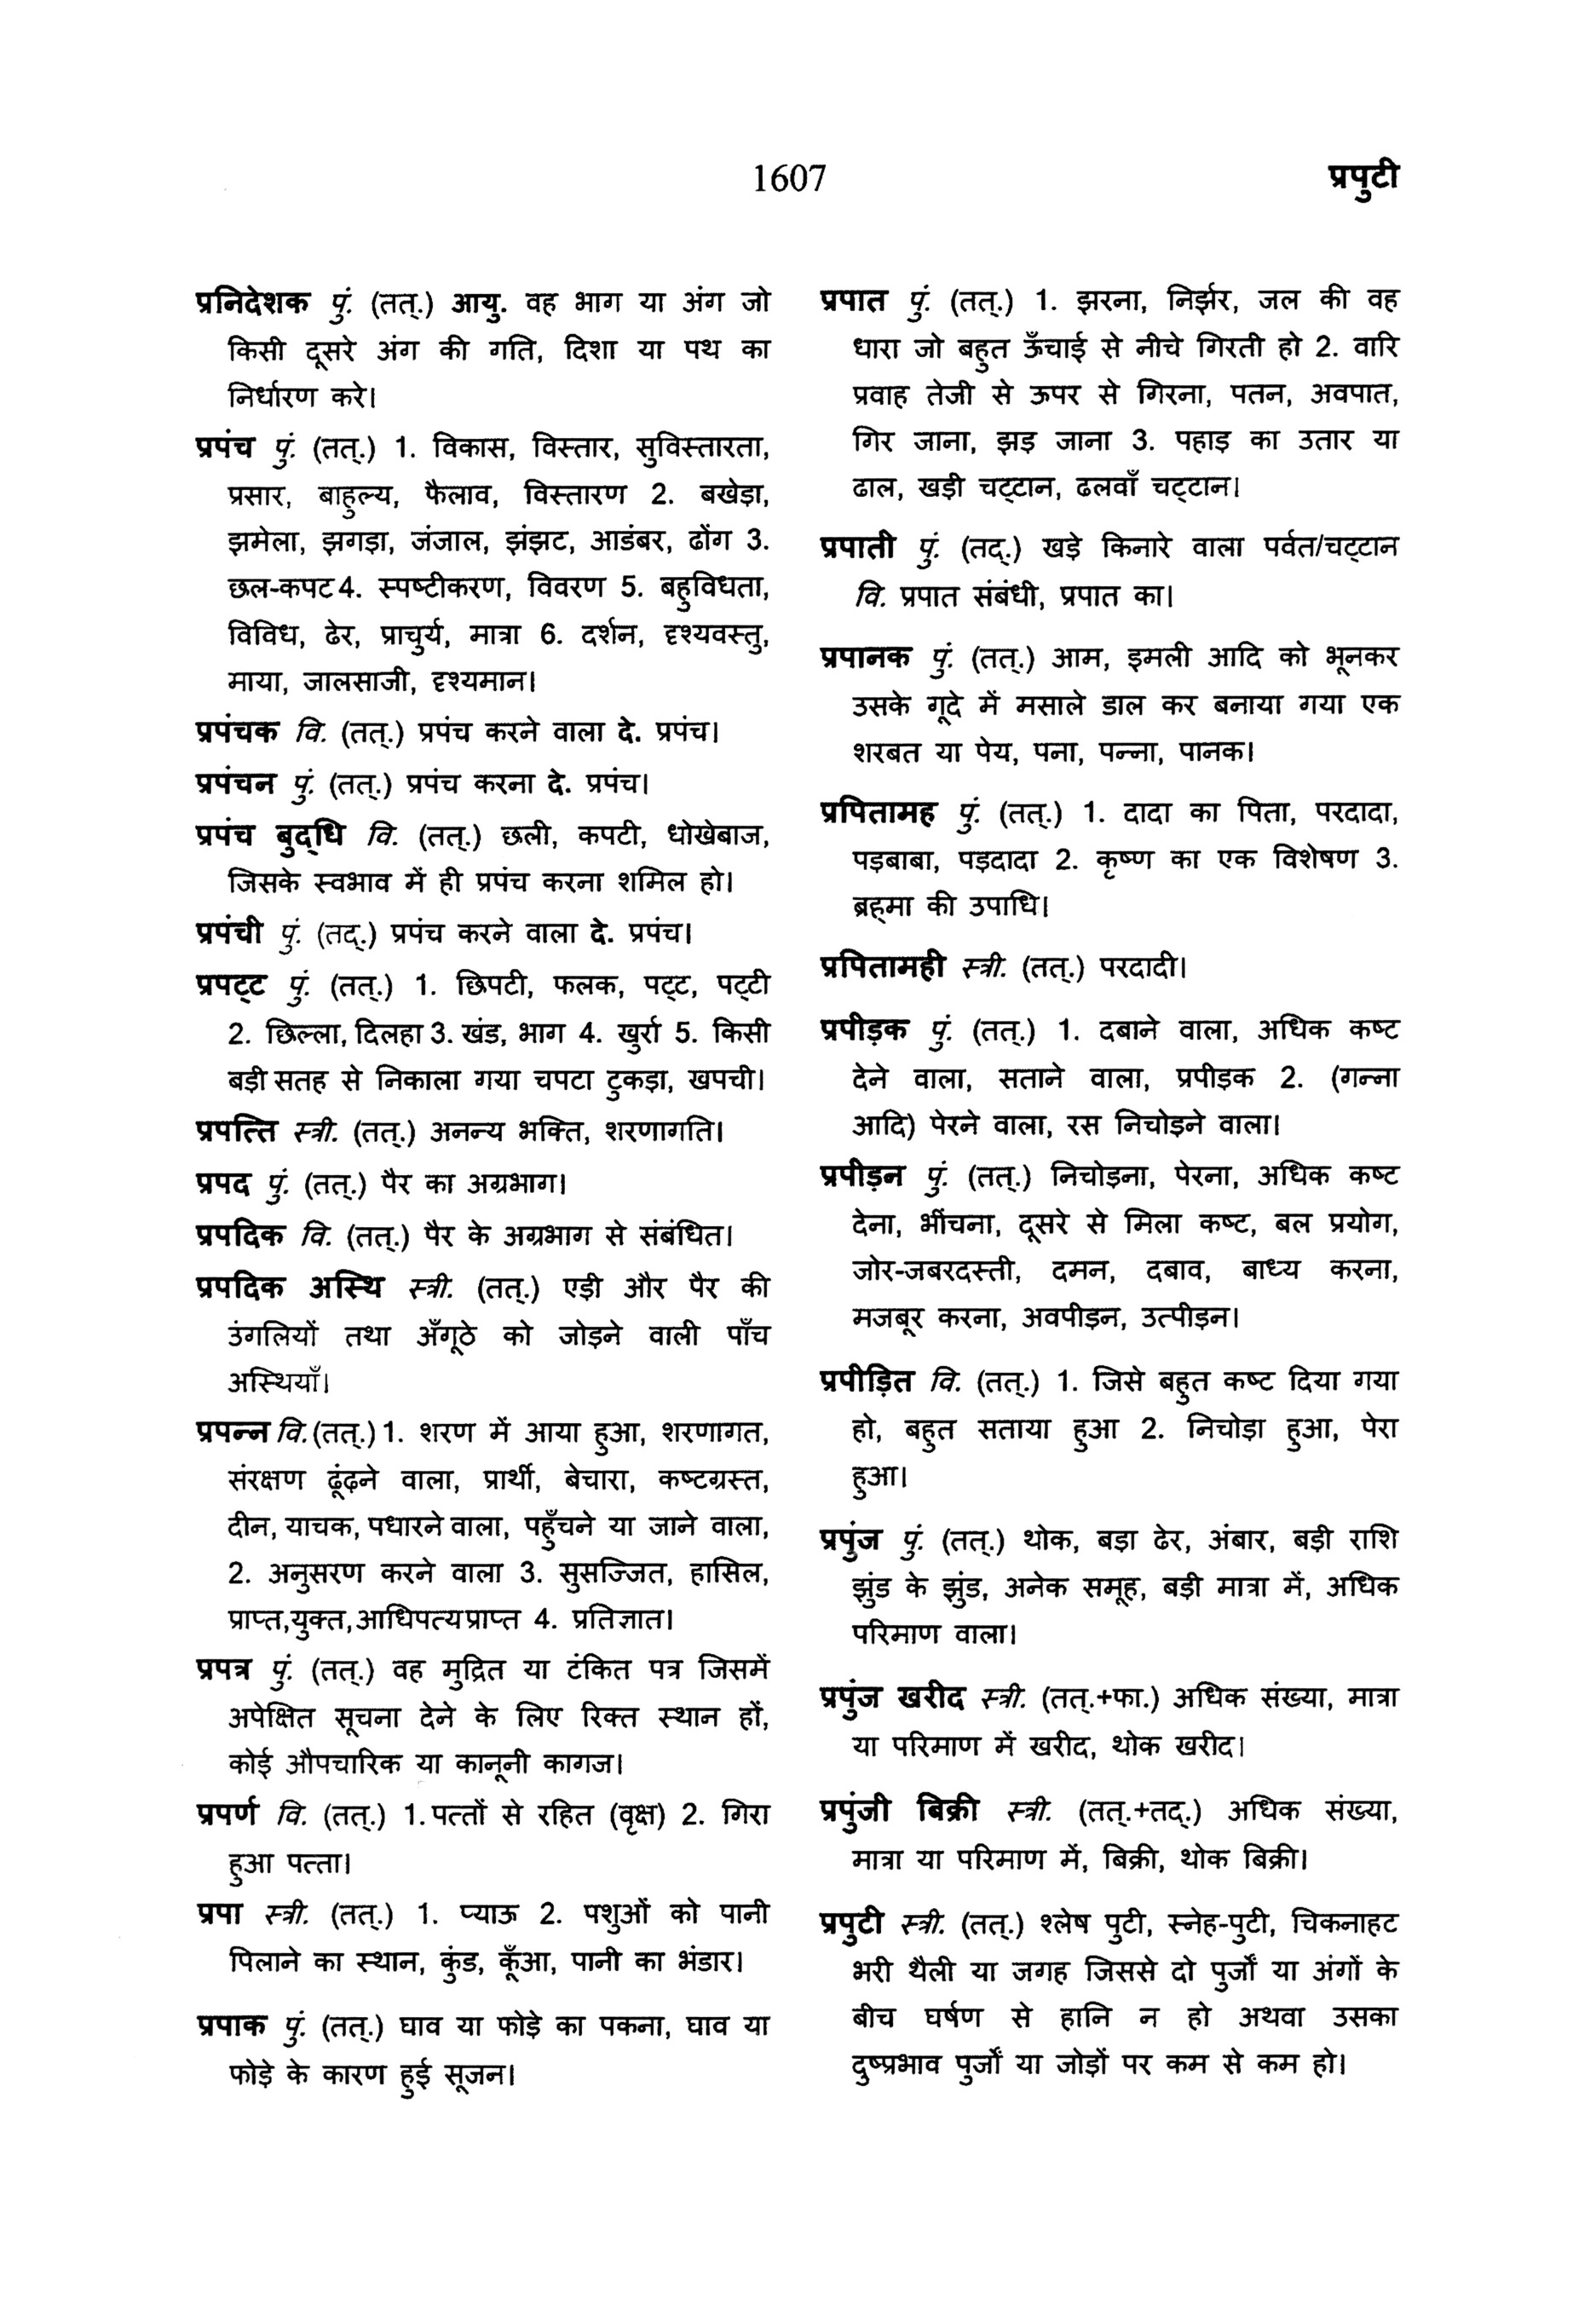 1607
प्रपुटी
प्रनिदेशक पुं. (तत्.) आयु. वह भाग या अंग जो
किसी दूसरे अंग की गति, दिशा या पथ का
निर्धारण करे।
प्रपंच पुं. (तत्.) 1. विकास, विस्तार, सुविस्तारता,
प्रसार, बाहुल्य, फैलाव, विस्तारण 2. बखेड़ा,
झमेला, झगड़ा, जंजाल, झंझट, आडंबर, ढोंग 3.
छल-कपट 4. स्पष्टीकरण, विवरण 5. बहुविधता,
विविध, ढेर, प्राचुर्य, मात्रा 6. दर्शन, दृश्यवस्तु,
माया, जालसाजी, दृश्यमान।
प्रपंचक वि. (तत्.) प्रपंच करने वाला दे. प्रपंच।
प्रपंचन पुं. (तत्.) प्रपंच करना दे. प्रपंच।
प्रपंच बुद्‌धि वि. (तत्.) छली, कपटी, धोखेबाज,
जिसके स्वभाव में ही प्रपंच करना शमिल हो।
प्रपंची पुं. (तद्.) प्रपंच करने वाला दे. प्रपंच।
प्रपट्‌ट पुं. (तत्.) 1. छिपटी, फलक, पट्‌ट, पट्‌टी
2. छिल्ला, दिलहा 3. खंड, भाग 4. खुर्रा 5. किसी
बड़ी सतह से निकाला गया चपटा टुकड़ा, खपची।
प्रपत्ति स्त्री. (तत्.) अनन्य भक्ति, शरणागति।
प्रपद पुं. (तत्.) पैर का अग्रभाग।
प्रपदिक वि. (तत्.) पैर के अग्रभाग से संबंधित।
प्रपदिक अस्थि स्त्री. (तत्.) एड़ी और पैर की
उंगलियों तथा अँगूठे को जोड़ने वाली पाँच
अस्थियाँ।
प्रपन्न वि. (तत्.) 1. शरण में आया हुआ, शरणागत,
संरक्षण ढूंढ़ने वाला, प्रार्थी, बेचारा, कष्टग्रस्त,
दीन, याचक, पधारने वाला, पहुँचने या जाने वाला,
2. अनुसरण करने वाला 3. सुसज्जित, हासिल,
प्राप्त,युक्त,आधिपत्यप्राप्त 4. प्रतिज्ञात।
प्रपत्र पुं. (तत्.) वह मुद्रित या टंकित पत्र जिसमें
अपेक्षित सूचना देने के लिए रिक्त स्थान हों,
कोई औपचारिक या कानूनी कागज।
प्रपर्ण वि. (तत्.) 1. पत्तों से रहित (वृक्ष) 2. गिरा
हुआ पत्ता।
प्रपा स्त्री. (तत्.) 1. प्याऊ 2. पशुओं को पानी
पिलाने का स्थान, कुंड, कूँआ, पानी का भंडार।
प्रपाक पुं. (तत्.) घाव या फोड़े का पकना, घाव या
फोड़े के कारण हुई सूजन।
प्रपात पुं. (तत्.) 1. झरना, निर्झर, जल की वह
धारा जो बहुत ऊँचाई से नीचे गिरती हो 2. वारि
प्रवाह तेजी से ऊपर से गिरना, पतन, अवपात,
गिर जाना, झड़ जाना 3. पहाड़ का उतार या
ढाल, खड़ी चट्‌टान, ढलवाँ चट्‌टान।
प्रपाती पुं. (तद्.) खड़े किनारे वाला पर्वत/चट्‌टान
वि. प्रपात संबंधी, प्रपात का।
प्रपानक पुं. (तत्.) आम, इमली आदि को भूनकर
उसके गूदे में मसाले डाल कर बनाया गया एक
शरबत या पेय, पना, पन्ना, पानक।
प्रपितामह पुं. (तत्.) 1. दादा का पिता, परदादा,
पड़बाबा, पड़दादा 2. कृष्ण का एक विशेषण 3.
ब्रह्‌मा की उपाधि।
प्रपितामही स्त्री. (तत्.) परदादी।
प्रपीड़क पुं. (तत्.) 1. दबाने वाला, अधिक कष्ट
देने वाला, सताने वाला, प्रपीड़क 2. (गन्ना
आदि) पेरने वाला, रस निचोड़ने वाला।
प्रपीड़न पुं. (तत्.) निचोड़ना, पेरना, अधिक कष्ट
देना, भींचना, दूसरे से मिला कष्ट, बल प्रयोग,
जोर-जबरदस्ती, दमन, दबाव, बाध्य करना,
मजबूर करना, अवपीड़न, उत्पीड़न।
प्रपीड़ित वि. (तत्.) 1. जिसे बहुत कष्ट दिया गया
हो, बहुत सताया हुआ 2. निचोड़ा हुआ, पेरा
हुआ।
प्रपुंज पुं. (तत्.) थोक, बड़ा ढेर, अंबार, बड़ी राशि
झुंड के झुंड, अनेक समूह, बड़ी मात्रा में, अधिक
परिमाण वाला।
प्रपुंज खरीद स्त्री. (तत्.+फा.) अधिक संख्या, मात्रा
या परिमाण में खरीद, थोक खरीद।
प्रपुंजी बिक्री स्त्री. (तत्.+तद्.) अधिक संख्या,
मात्रा या परिमाण में, बिक्री, थोक बिक्री।
प्रपुटी स्त्री. (तत्.) श्लेष पुटी, स्नेह-पुटी, चिकनाहट
भरी थैली या जगह जिससे दो पुर्जों या अंगों के
बीच घर्षण से हानि न हो अथवा उसका
दुष्प्रभाव पुर्जों या जोड़ों पर कम से कम हो।